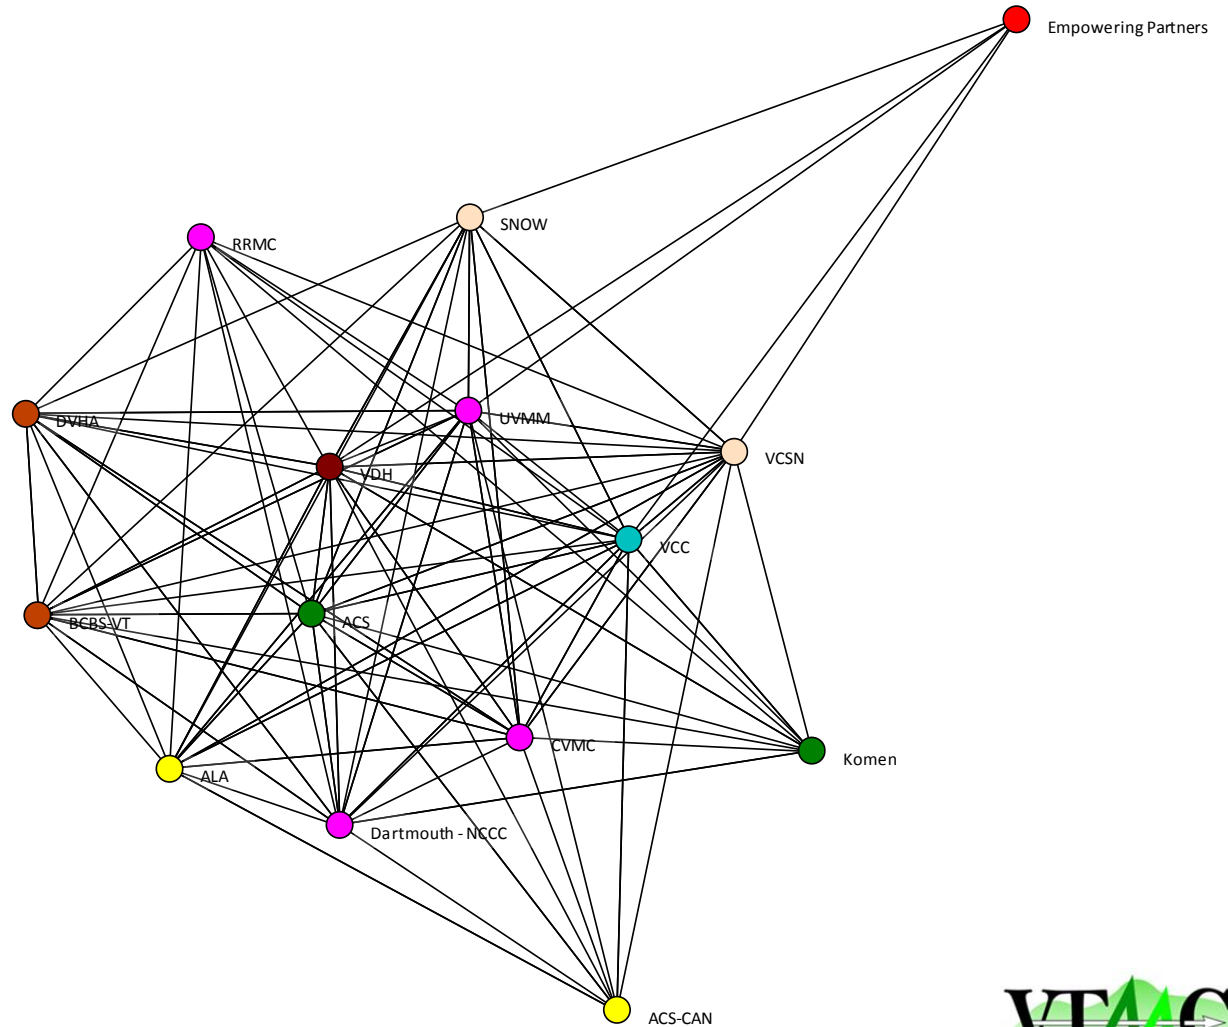 Empowering Partners
SNOW
RRMC
DVHA
UVMM
VCSN
VDH
VCC
BCBS-VT
ACS
CVMC
Komen
ALA
Dartmouth - NCCC
ACS-CAN